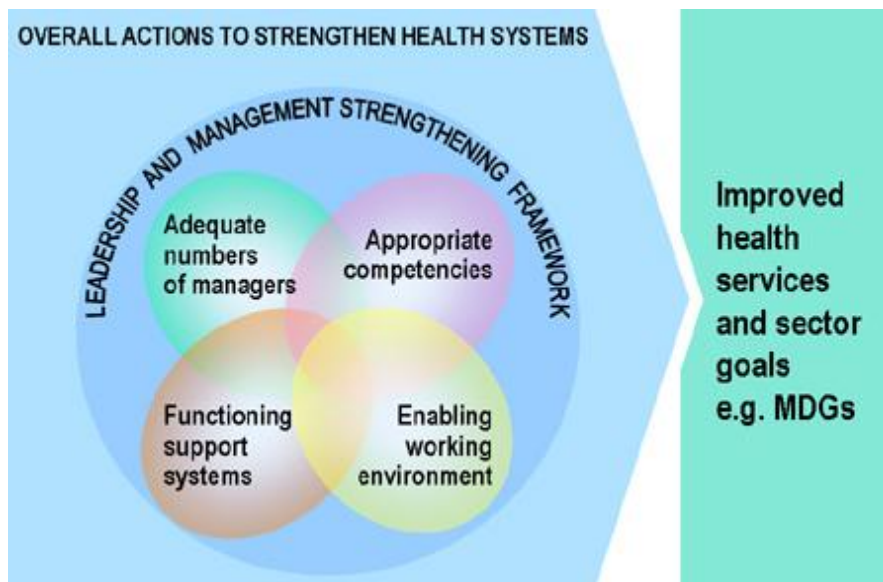 OVERALL ACTIONS TO STRENGTHEN HEALTH SYSTEMS
LEADERSHIP AND MANAGEMENT STRENGTHENING FRAMEWORK
Adequate
numbers
of managers
Appropriate
competencies
Functioning
support
systems
Enabling
working
environment
Improved
health
services
and sector
goals
e.g. MDGs